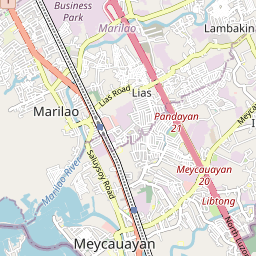 Business
Park
Marilao
Lambakin
Lias Road
Lias
Marilao
Pandayan
21
Marilao River
Saluysoy Road
Meycauayan
20
Libtong
Meycauayan
North Luzo